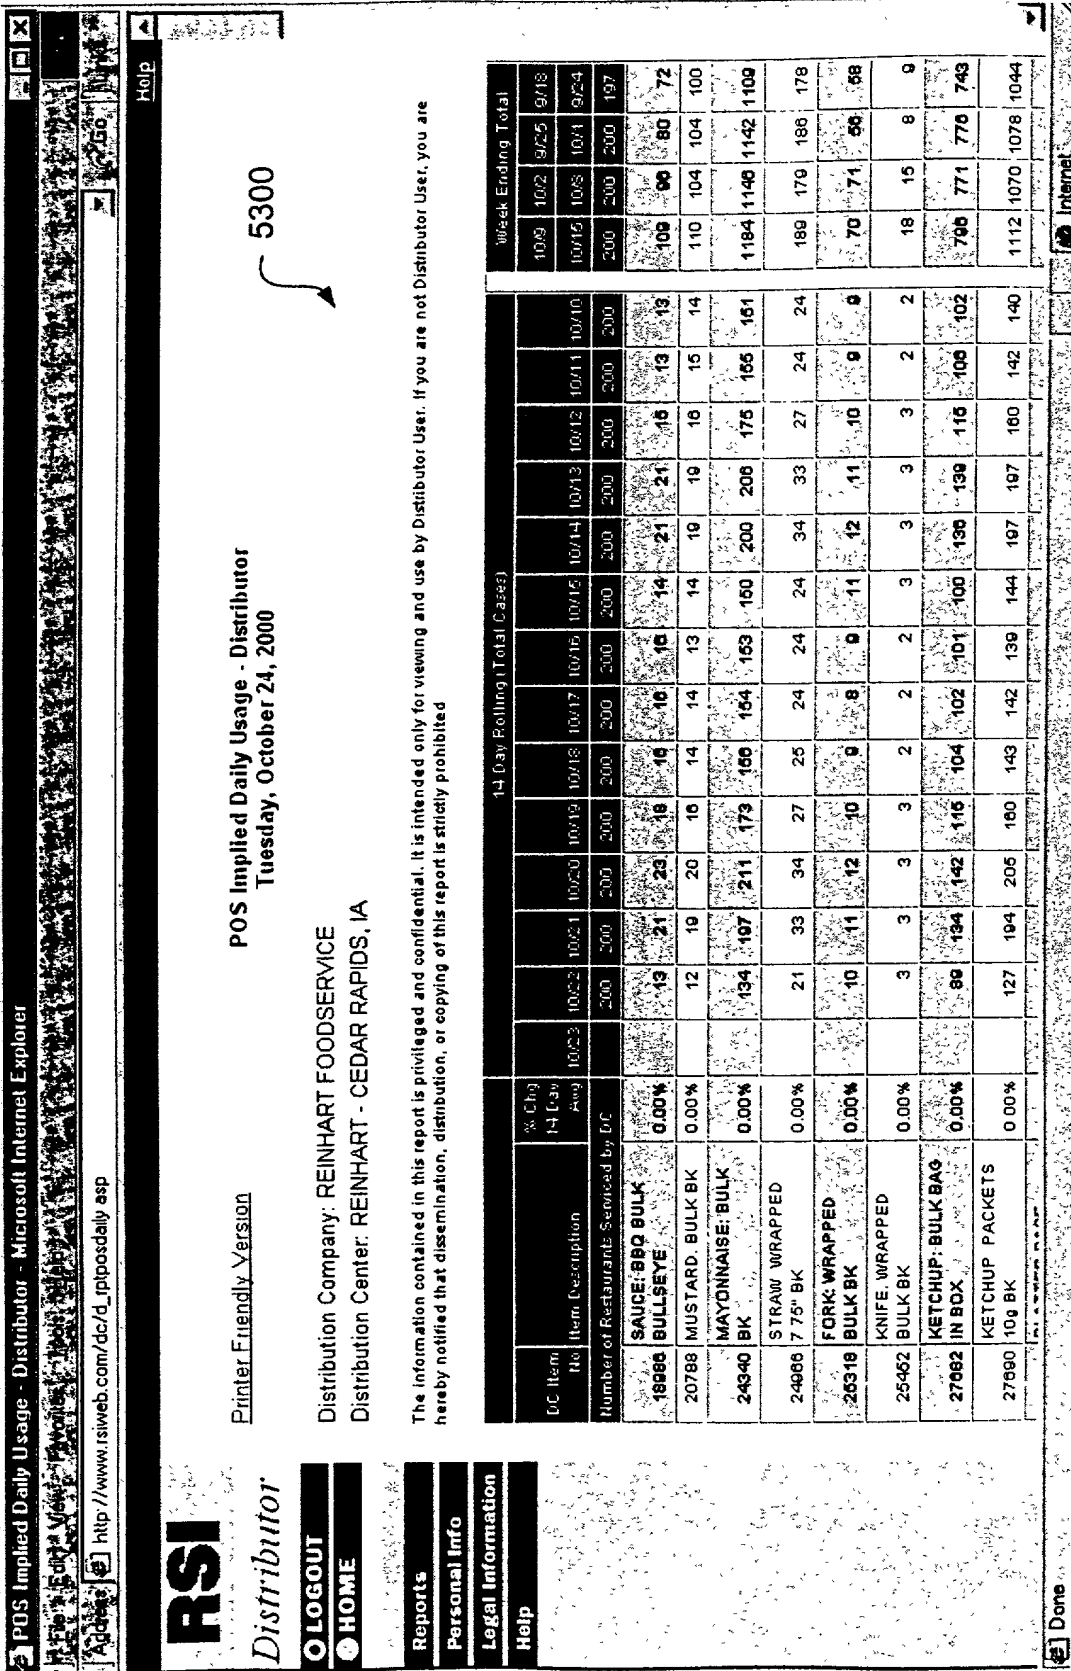 POS Implied Daily Usage - Distributor - Microsoft Internet Explorer
File Edit View Favorites Tools Help
Address http://www.rsiweb.com/dc/d_rptposdaily asp Go
Help
RSI
Distributor
LOGOUT
HOME
Reports
Personal Info
Legal Information
Help
Printer Friendly Version
POS Implied Daily Usage - Distributor
Tuesday, October 24, 2000
5300
Distribution Company: REINHART FOODSERVICE
Distribution Center: REINHART - CEDAR RAPIDS, IA
The information contained in this report is privileged and confidential. It is intended only for viewing and use by Distributor User. If you are not Distributor User, you are
hereby notified that dissemination, distribution, or copying of this report is strictly prohibited
14 Day Rolling (Total Cases) Week Ending Total
DC Item % Chg 14 Day 10/9 10/2 9/25 9/18
No Item Description Avg 10/23 10/22 10/21 10/20 10/19 10/18 10/17 10/16 10/15 10/14 10/13 10/12 10/11 10/10 10/15 10/8 10/1 9/24
Number of Restaurants Serviced by DC 200 200 200 200 200 200 200 200 200 200 200 200 200 200 200 200 197
SAUCE: BBQ BULK
18986 BULLSEYE 0.00% 13 21 23 18 16 16 16 14 21 21 15 13 13 109 96 80 72
20788 MUSTARD. BULK BK 0.00% 12 19 20 16 14 14 13 14 19 19 16 15 14 110 104 104 100
MAYONNAISE: BULK
24340 BK 0.00% 134 197 211 173 156 154 153 150 200 206 175 155 151 1184 1146 1142 1109
STRAW WRAPPED
24966 7 75" BK 0.00% 21 33 34 27 25 24 24 24 34 33 27 24 24 189 179 186 178
FORK: WRAPPED
25318 BULK BK 0.00% 10 11 12 10 9 8 9 11 12 11 10 9 9 70 71 56 58
KNIFE. WRAPPED
25452 BULK BK 0.00% 3 3 3 3 2 2 2 3 3 3 3 2 2 18 15 8 9
KETCHUP: BULK BAG
27682 IN BOX 0.00% 89 134 142 115 104 102 101 100 136 139 115 106 102 796 771 776 743
KETCHUP PACKETS
27690 10g BK 0 00% 127 194 205 160 143 142 139 144 197 197 160 142 140 1112 1070 1078 1044
Done Internet